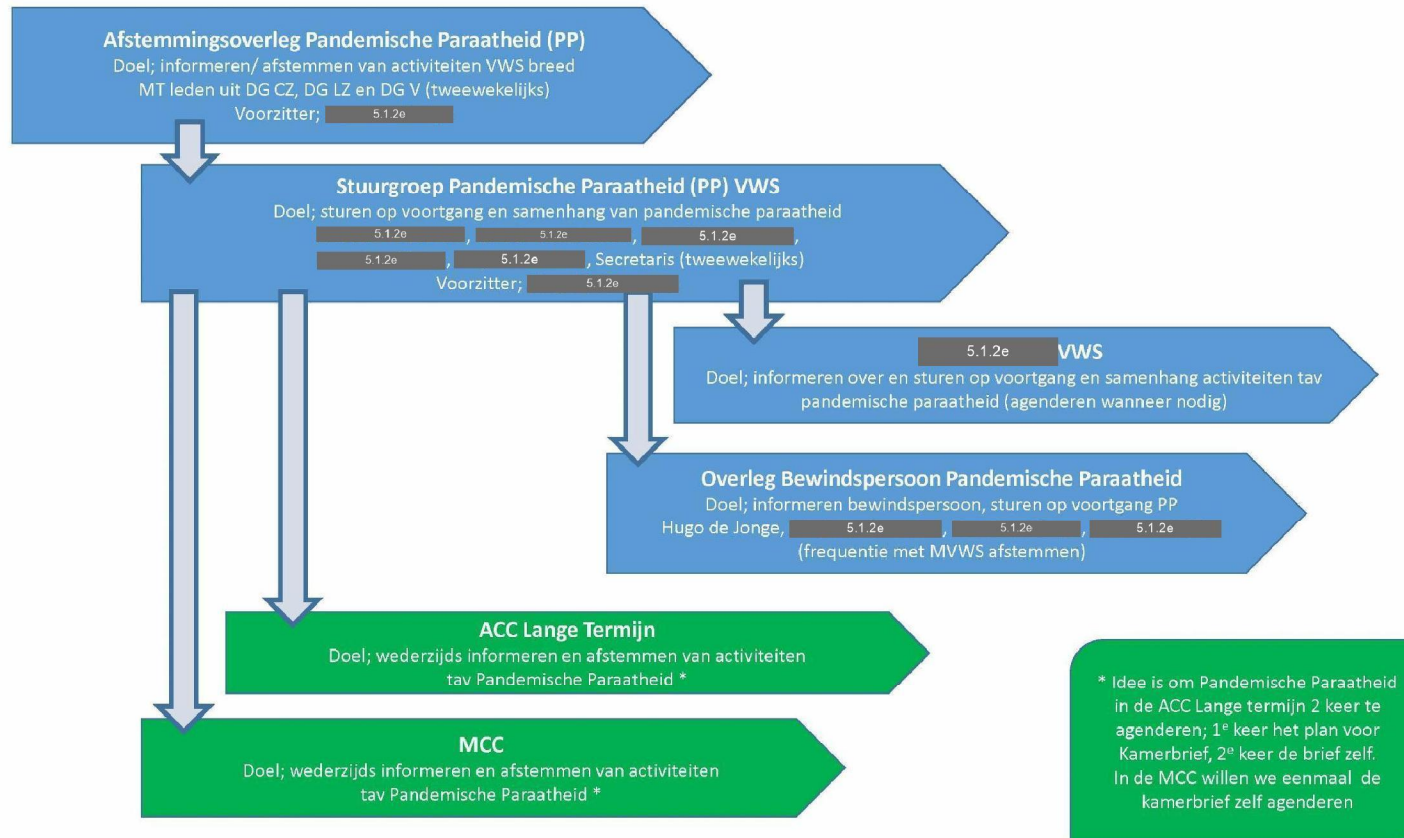 Afstemmingsoverleg Pandemische Paraatheid (PP)
Doel; informeren/ afstemmen van activiteiten VWS breed
MT leden uit DG CZ, DG LZ en DG V (tweewekelijks)
Voorzitter; 5.1.2e
Stuurgroep Pandemische Paraatheid (PP) VWS
Doel; sturen op voortgang en samenhang van pandemische paraatheid
5.1.2e, 5.1.2e, 5.1.2e,
5.1.2e, 5.1.2e, Secretaris (tweewekelijks)
Voorzitter; 5.1.2e
5.1.2e VWS
Doel; informeren over en sturen op voortgang en samenhang activiteiten tav
pandemische paraatheid (agenderen wanneer nodig)
Overleg Bewindspersoon Pandemische Paraatheid
Doel; informeren bewindspersoon, sturen op voortgang PP
Hugo de Jonge, 5.1.2e, 5.1.2e, 5.1.2e
(frequentie met MVWS afstemmen)
ACC Lange Termijn
Doel; wederzijds informeren en afstemmen van activiteiten
tav Pandemische Paraatheid *
MCC
Doel; wederzijds informeren en afstemmen van activiteiten
tav Pandemische Paraatheid *
* Idee is om Pandemische Paraatheid
in de ACC Lange termijn 2 keer te
agenderen; 1e keer het plan voor
Kamerbrief, 2e keer de brief zelf.
In de MCC willen we eenmaal de
kamerbrief zelf agenderen